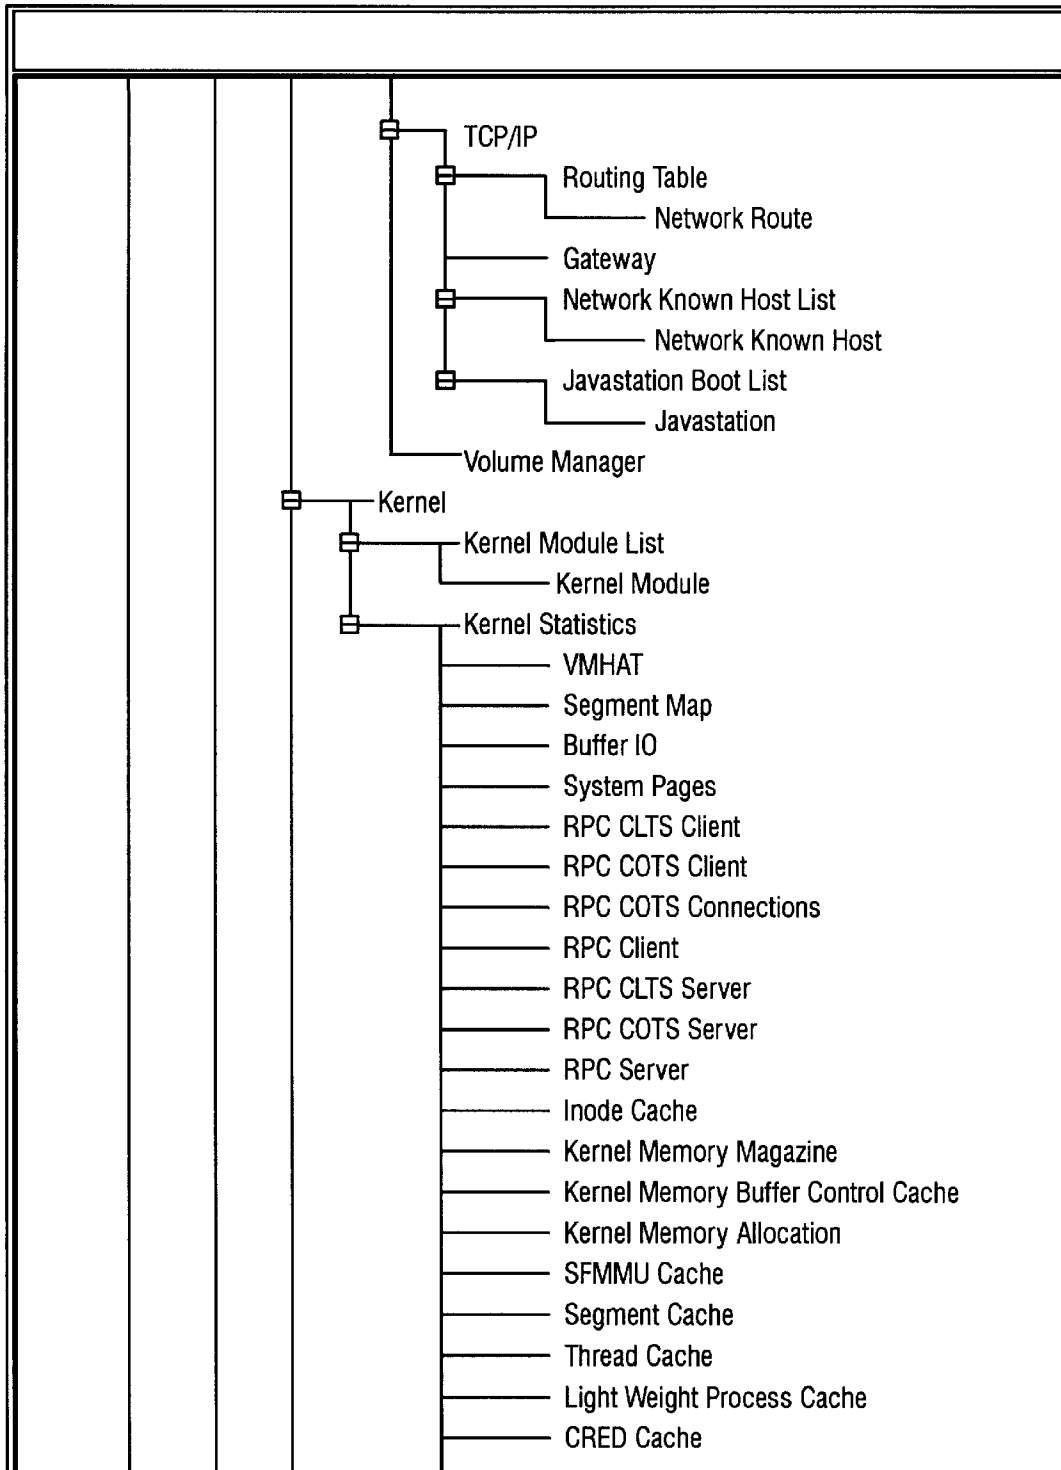 TCP/IP
Routing Table
Network Route
Gateway
Network Known Host List
Network Known Host
Javastation Boot List
Javastation
Volume Manager
Kernel
Kernel Module List
Kernel Module
Kernel Statistics
VMHAT
Segment Map
Buffer IO
System Pages
RPC CLTS Client
RPC COTS Client
RPC COTS Connections
RPC Client
RPC CLTS Server
RPC COTS Server
RPC Server
Inode Cache
Kernel Memory Magazine
Kernel Memory Buffer Control Cache
Kernel Memory Allocation
SFMMU Cache
Segment Cache
Thread Cache
Light Weight Process Cache
CRED Cache